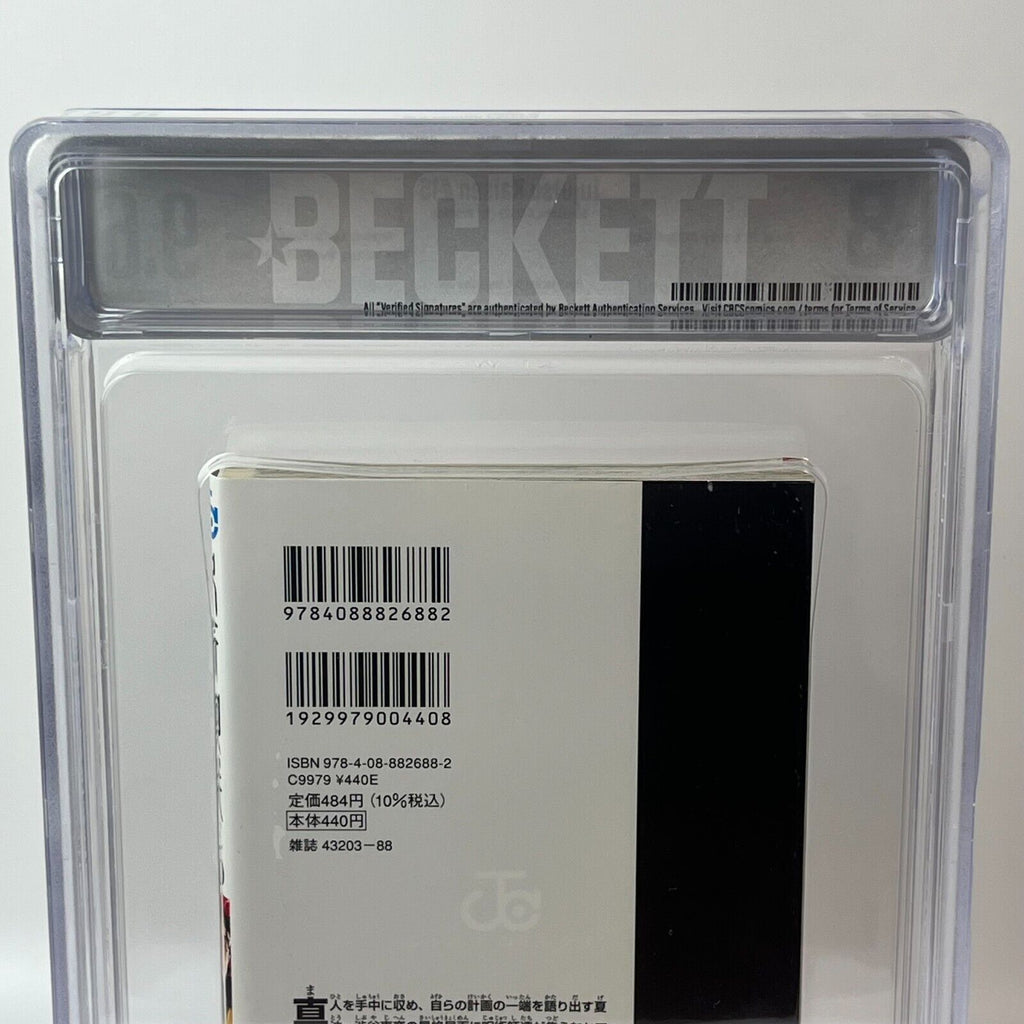 BECKETT
All "Verified Signatures" are authenticated by Beckett Authentication Services. Visit CBCScomics.com / terms for Terms of Service
9784088826882
1929979004408
ISBN 978-4-08-882688-2
C9979 ¥440E
定価484円（10%税込）
本体440円
雑誌 43203－88
真人を手中に収め、自らの計画の一端を語り出す夏